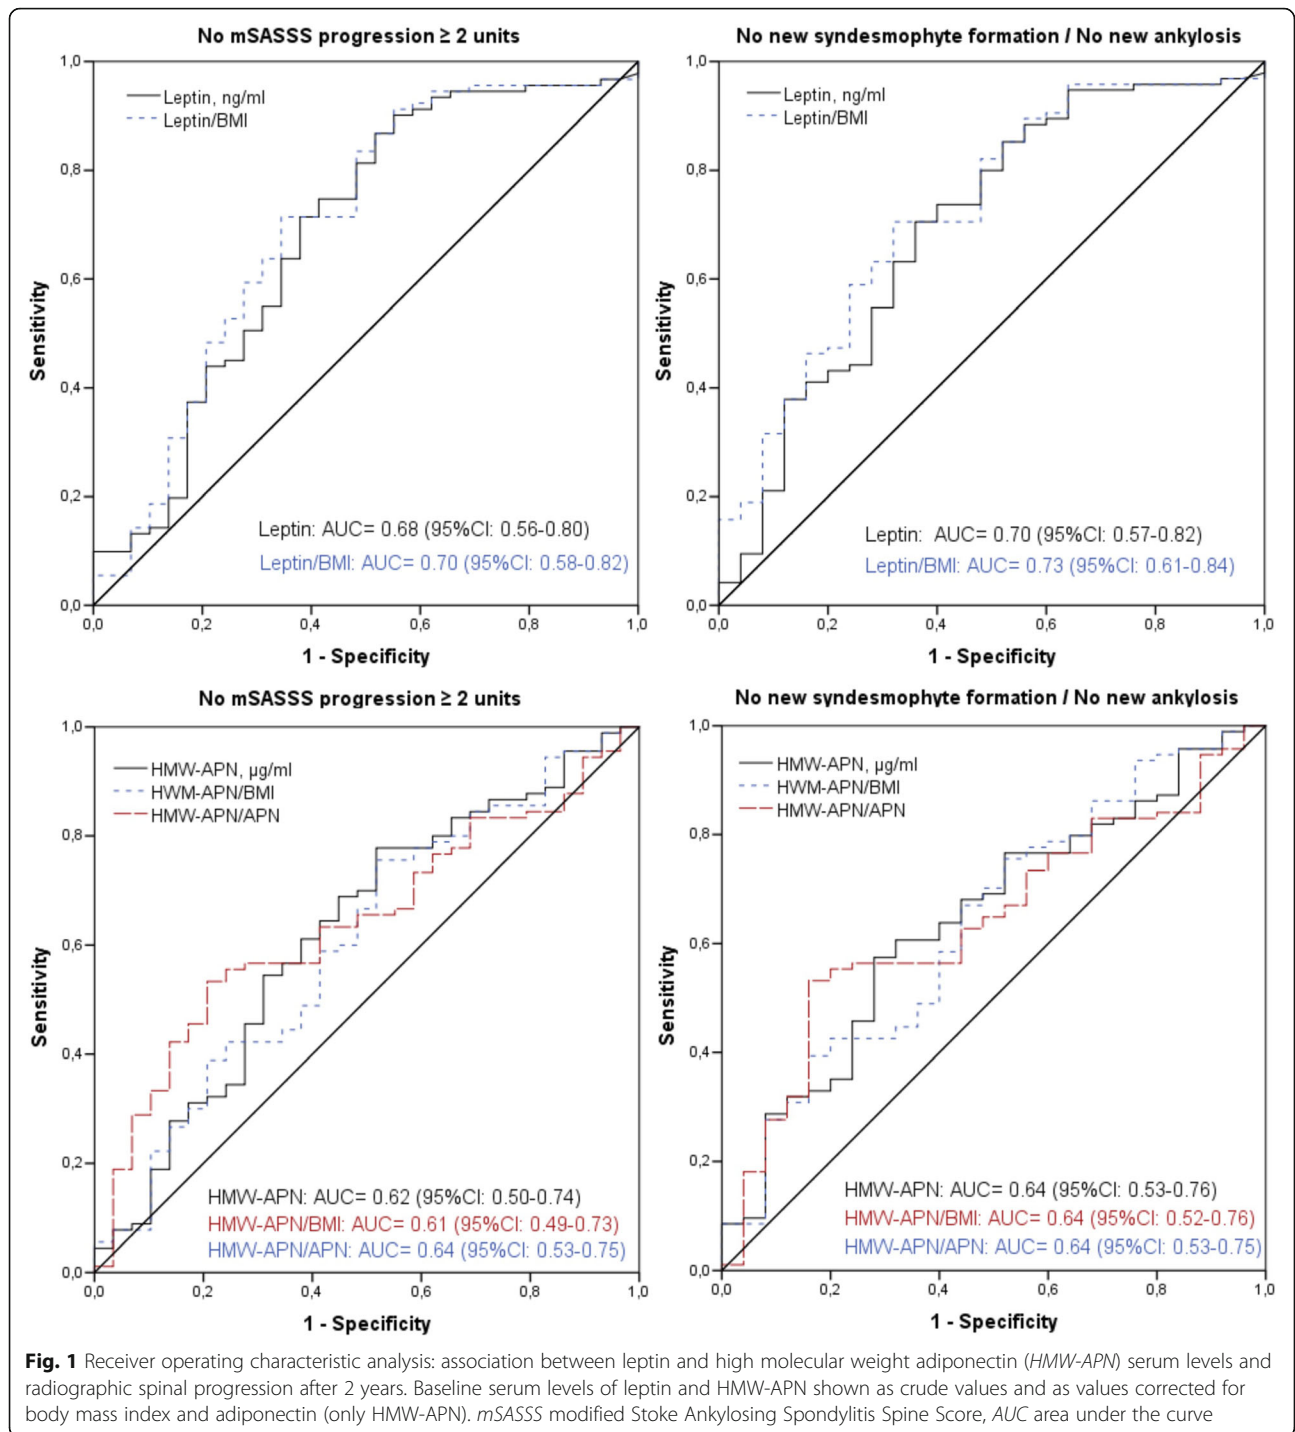 No mSASSS progression ≥ 2 units
1,0
0,8
0,6
0,4
0,2
0,0
Sensitivity
Leptin, ng/ml
Leptin/BMI
Leptin: AUC= 0.68 (95%CI: 0.56-0.80)
Leptin/BMI: AUC= 0.70 (95%CI: 0.58-0.82)
0,0 0,2 0,4 0,6 0,8 1,0
1 - Specificity
No new syndesmophyte formation / No new ankylosis
1,0
0,8
0,6
0,4
0,2
0,0
Sensitivity
Leptin, ng/ml
Leptin/BMI
Leptin: AUC= 0.70 (95%CI: 0.57-0.82)
Leptin/BMI: AUC= 0.73 (95%CI: 0.61-0.84)
0,0 0,2 0,4 0,6 0,8 1,0
1 - Specificity
No mSASSS progression ≥ 2 units
1,0
0,8
0,6
0,4
0,2
0,0
Sensitivity
HMW-APN, µg/ml
HWM-APN/BMI
HMW-APN/APN
HMW-APN: AUC= 0.62 (95%CI: 0.50-0.74)
HMW-APN/BMI: AUC= 0.61 (95%CI: 0.49-0.73)
HMW-APN/APN: AUC= 0.64 (95%CI: 0.53-0.75)
0,0 0,2 0,4 0,6 0,8 1,0
1 - Specificity
No new syndesmophyte formation / No new ankylosis
1,0
0,8
0,6
0,4
0,2
0,0
Sensitivity
HMW-APN, µg/ml
HWM-APN/BMI
HMW-APN/APN
HMW-APN: AUC= 0.64 (95%CI: 0.53-0.76)
HMW-APN/BMI: AUC= 0.64 (95%CI: 0.52-0.76)
HMW-APN/APN: AUC= 0.64 (95%CI: 0.53-0.75)
0,0 0,2 0,4 0,6 0,8 1,0
1 - Specificity
Fig. 1 Receiver operating characteristic analysis: association between leptin and high molecular weight adiponectin (HMW-APN) serum levels and
radiographic spinal progression after 2 years. Baseline serum levels of leptin and HMW-APN shown as crude values and as values corrected for
body mass index and adiponectin (only HMW-APN). mSASSS modified Stoke Ankylosing Spondylitis Spine Score, AUC area under the curve